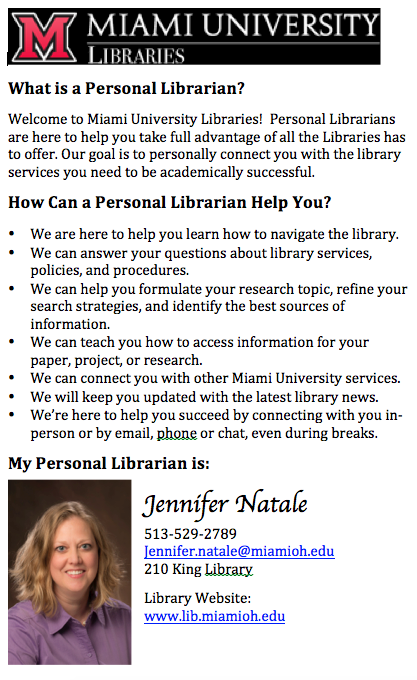 M MIAMI UNIVERSITY
LIBRARIES
What is a Personal Librarian?
Welcome to Miami University Libraries!  Personal Librarians
are here to help you take full advantage of all the Libraries has
to offer. Our goal is to personally connect you with the library
services you need to be academically successful.
How Can a Personal Librarian Help You?
• We are here to help you learn how to navigate the library.
• We can answer your questions about library services,
policies, and procedures.
• We can help you formulate your research topic, refine your
search strategies, and identify the best sources of
information.
• We can teach you how to access information for your
paper, project, or research.
• We can connect you with other Miami University services.
• We will keep you updated with the latest library news.
• We're here to help you succeed by connecting with you in-
person or by email, phone or chat, even during breaks.
My Personal Librarian is:
Jennifer Natale
513-529-2789
Jennifer.natale@miamioh.edu
210 King Library
Library Website:
www.lib.miamioh.edu